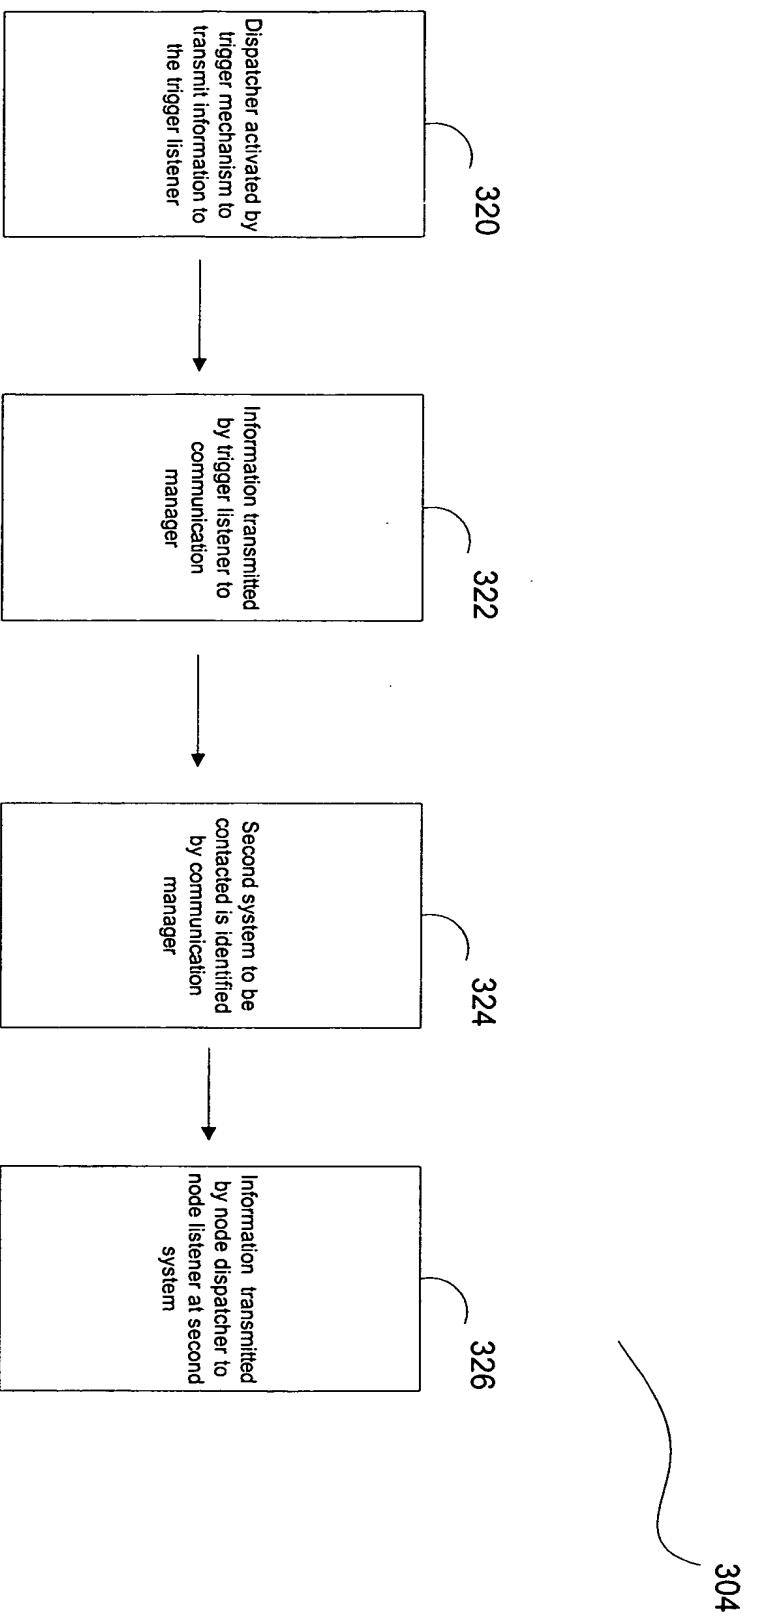 304
320
Dispatcher activated by
trigger mechanism to
transmit information to
the trigger listener
322
Information transmitted
by trigger listener to
communication
manager
324
Second system to be
contacted is identified
by communication
manager
326
Information transmitted
by node dispatcher to
node listener at second
system